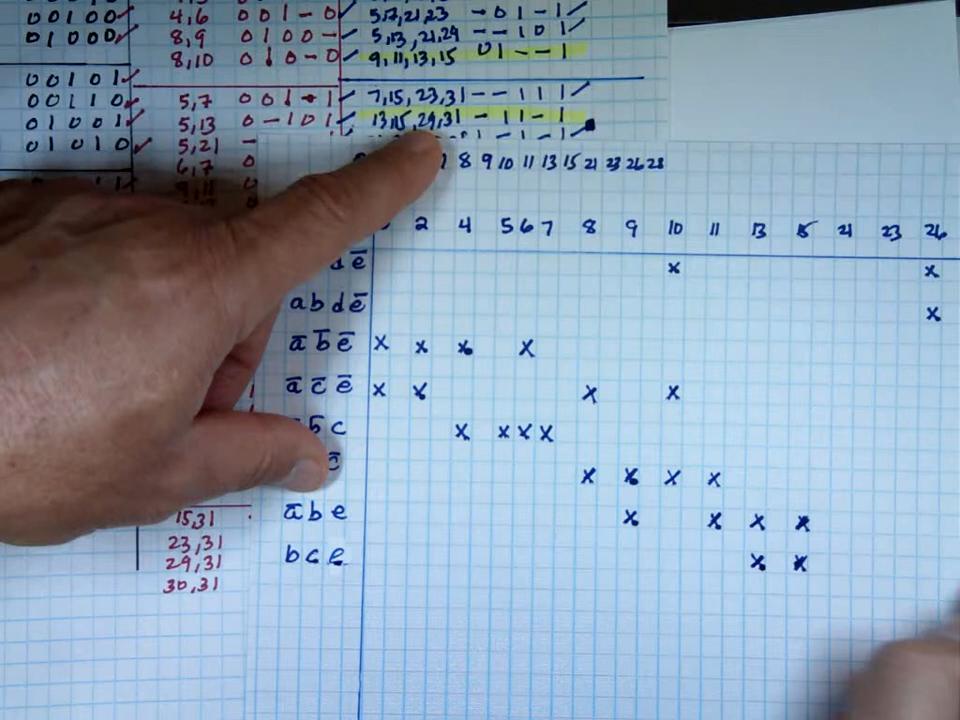 00100✓ 4,6 001-0✓ 5,7,21,23 -01-1✓
01000✓ 8,9 0100-✓ 5,13,21,29 --101✓
8,10 010-0✓ 9,11,13,15 01--1
00101✓
00110✓ 5,7 001-1✓ 7,15,23,31 --111✓
01001✓ 5,13 0-101✓ 13,15,29,31 -11-1
01010✓ 5,21 -
6,7 0
9,11 0
8 9 10 11 13 15 21 23 26 28
2 4 5 6 7 8 9 10 11 13 15 21 23 26
d e̅ x x
a b d e̅ x
a̅ b̅ e̅ x x x x
a̅ c̅ e̅ x x x x
b̅ c x x x x
c̅ x x x x
a̅ b e x x x x
b c e x x
15,31
23,31
29,31
30,31